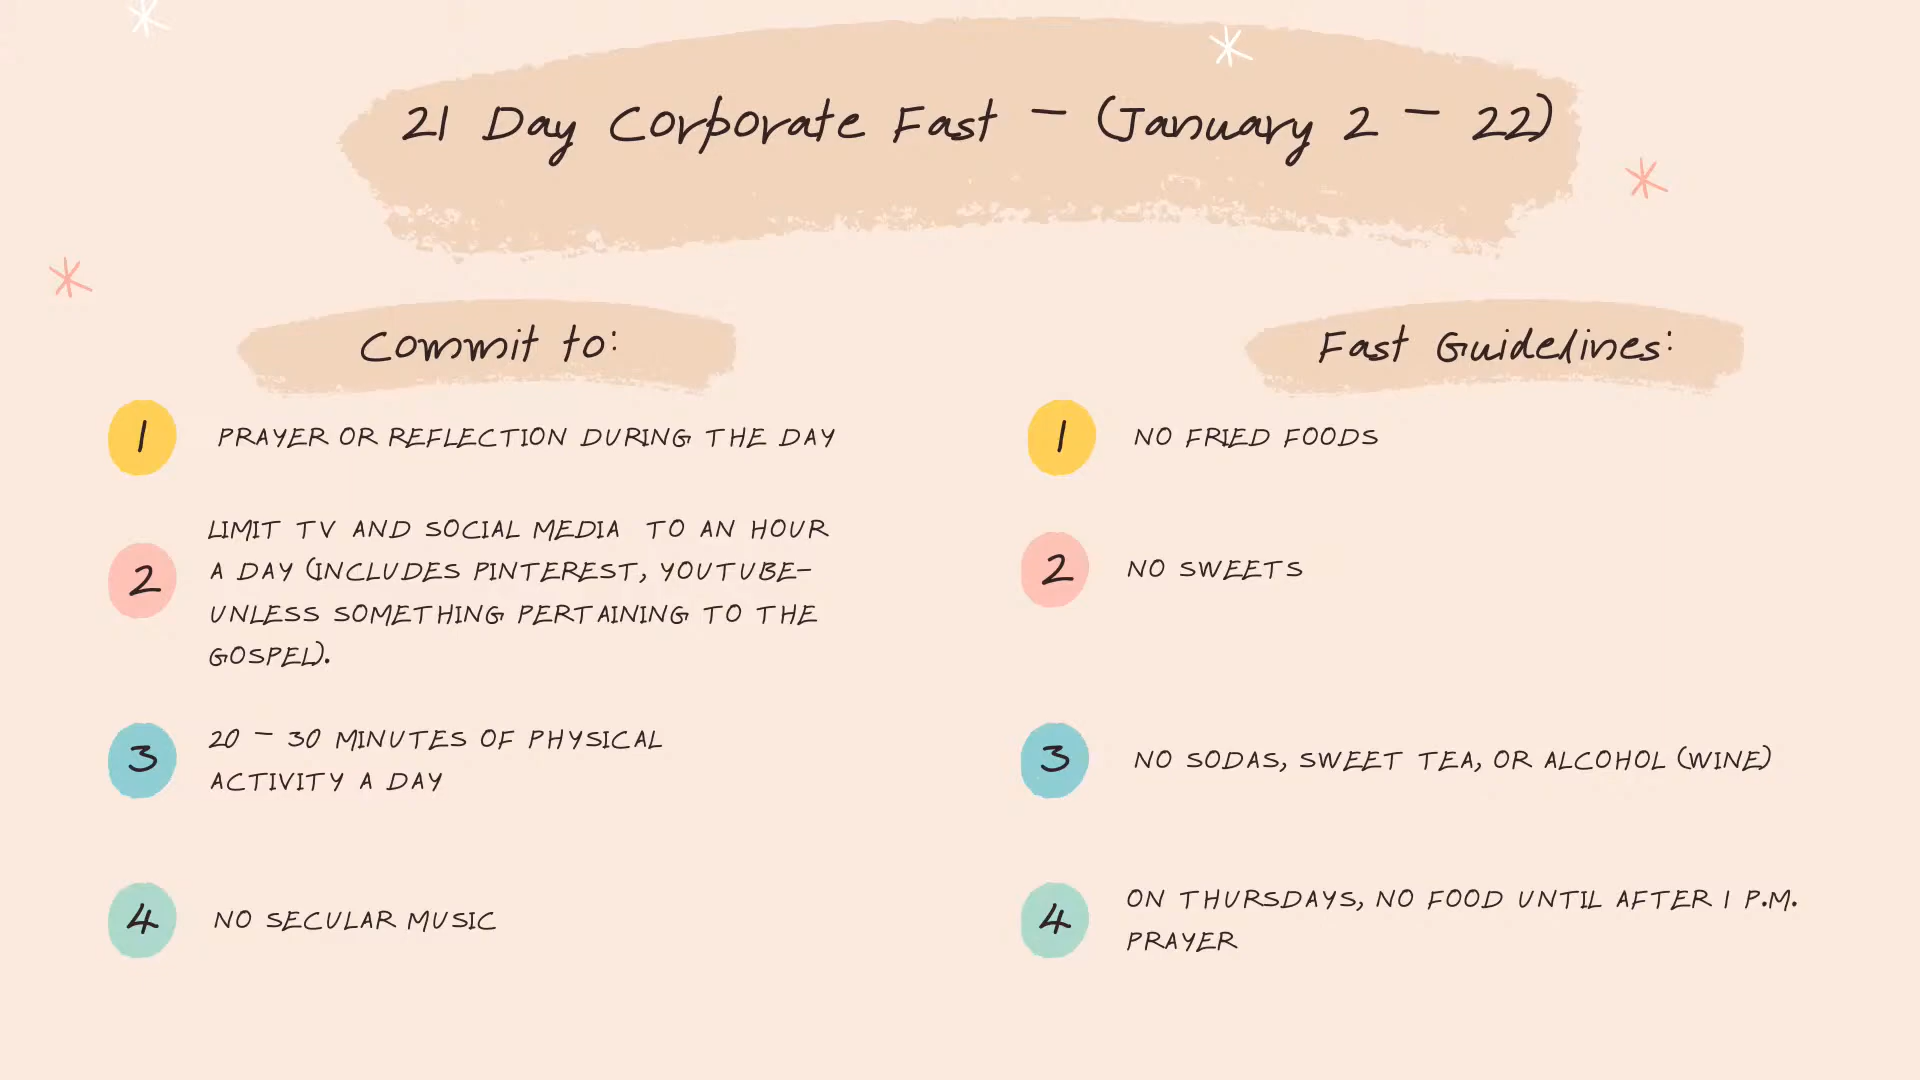 21 Day Corporate Fast - (January 2 - 22)
Commit to:
1 PRAYER OR REFLECTION DURING THE DAY
2 LIMIT TV AND SOCIAL MEDIA TO AN HOUR
A DAY (INCLUDES PINTEREST, YOUTUBE-
UNLESS SOMETHING PERTAINING TO THE
GOSPEL).
3 20 - 30 MINUTES OF PHYSICAL
ACTIVITY A DAY
4 NO SECULAR MUSIC
Fast Guidelines:
1 NO FRIED FOODS
2 NO SWEETS
3 NO SODAS, SWEET TEA, OR ALCOHOL (WINE)
4 ON THURSDAYS, NO FOOD UNTIL AFTER 1 P.M.
PRAYER